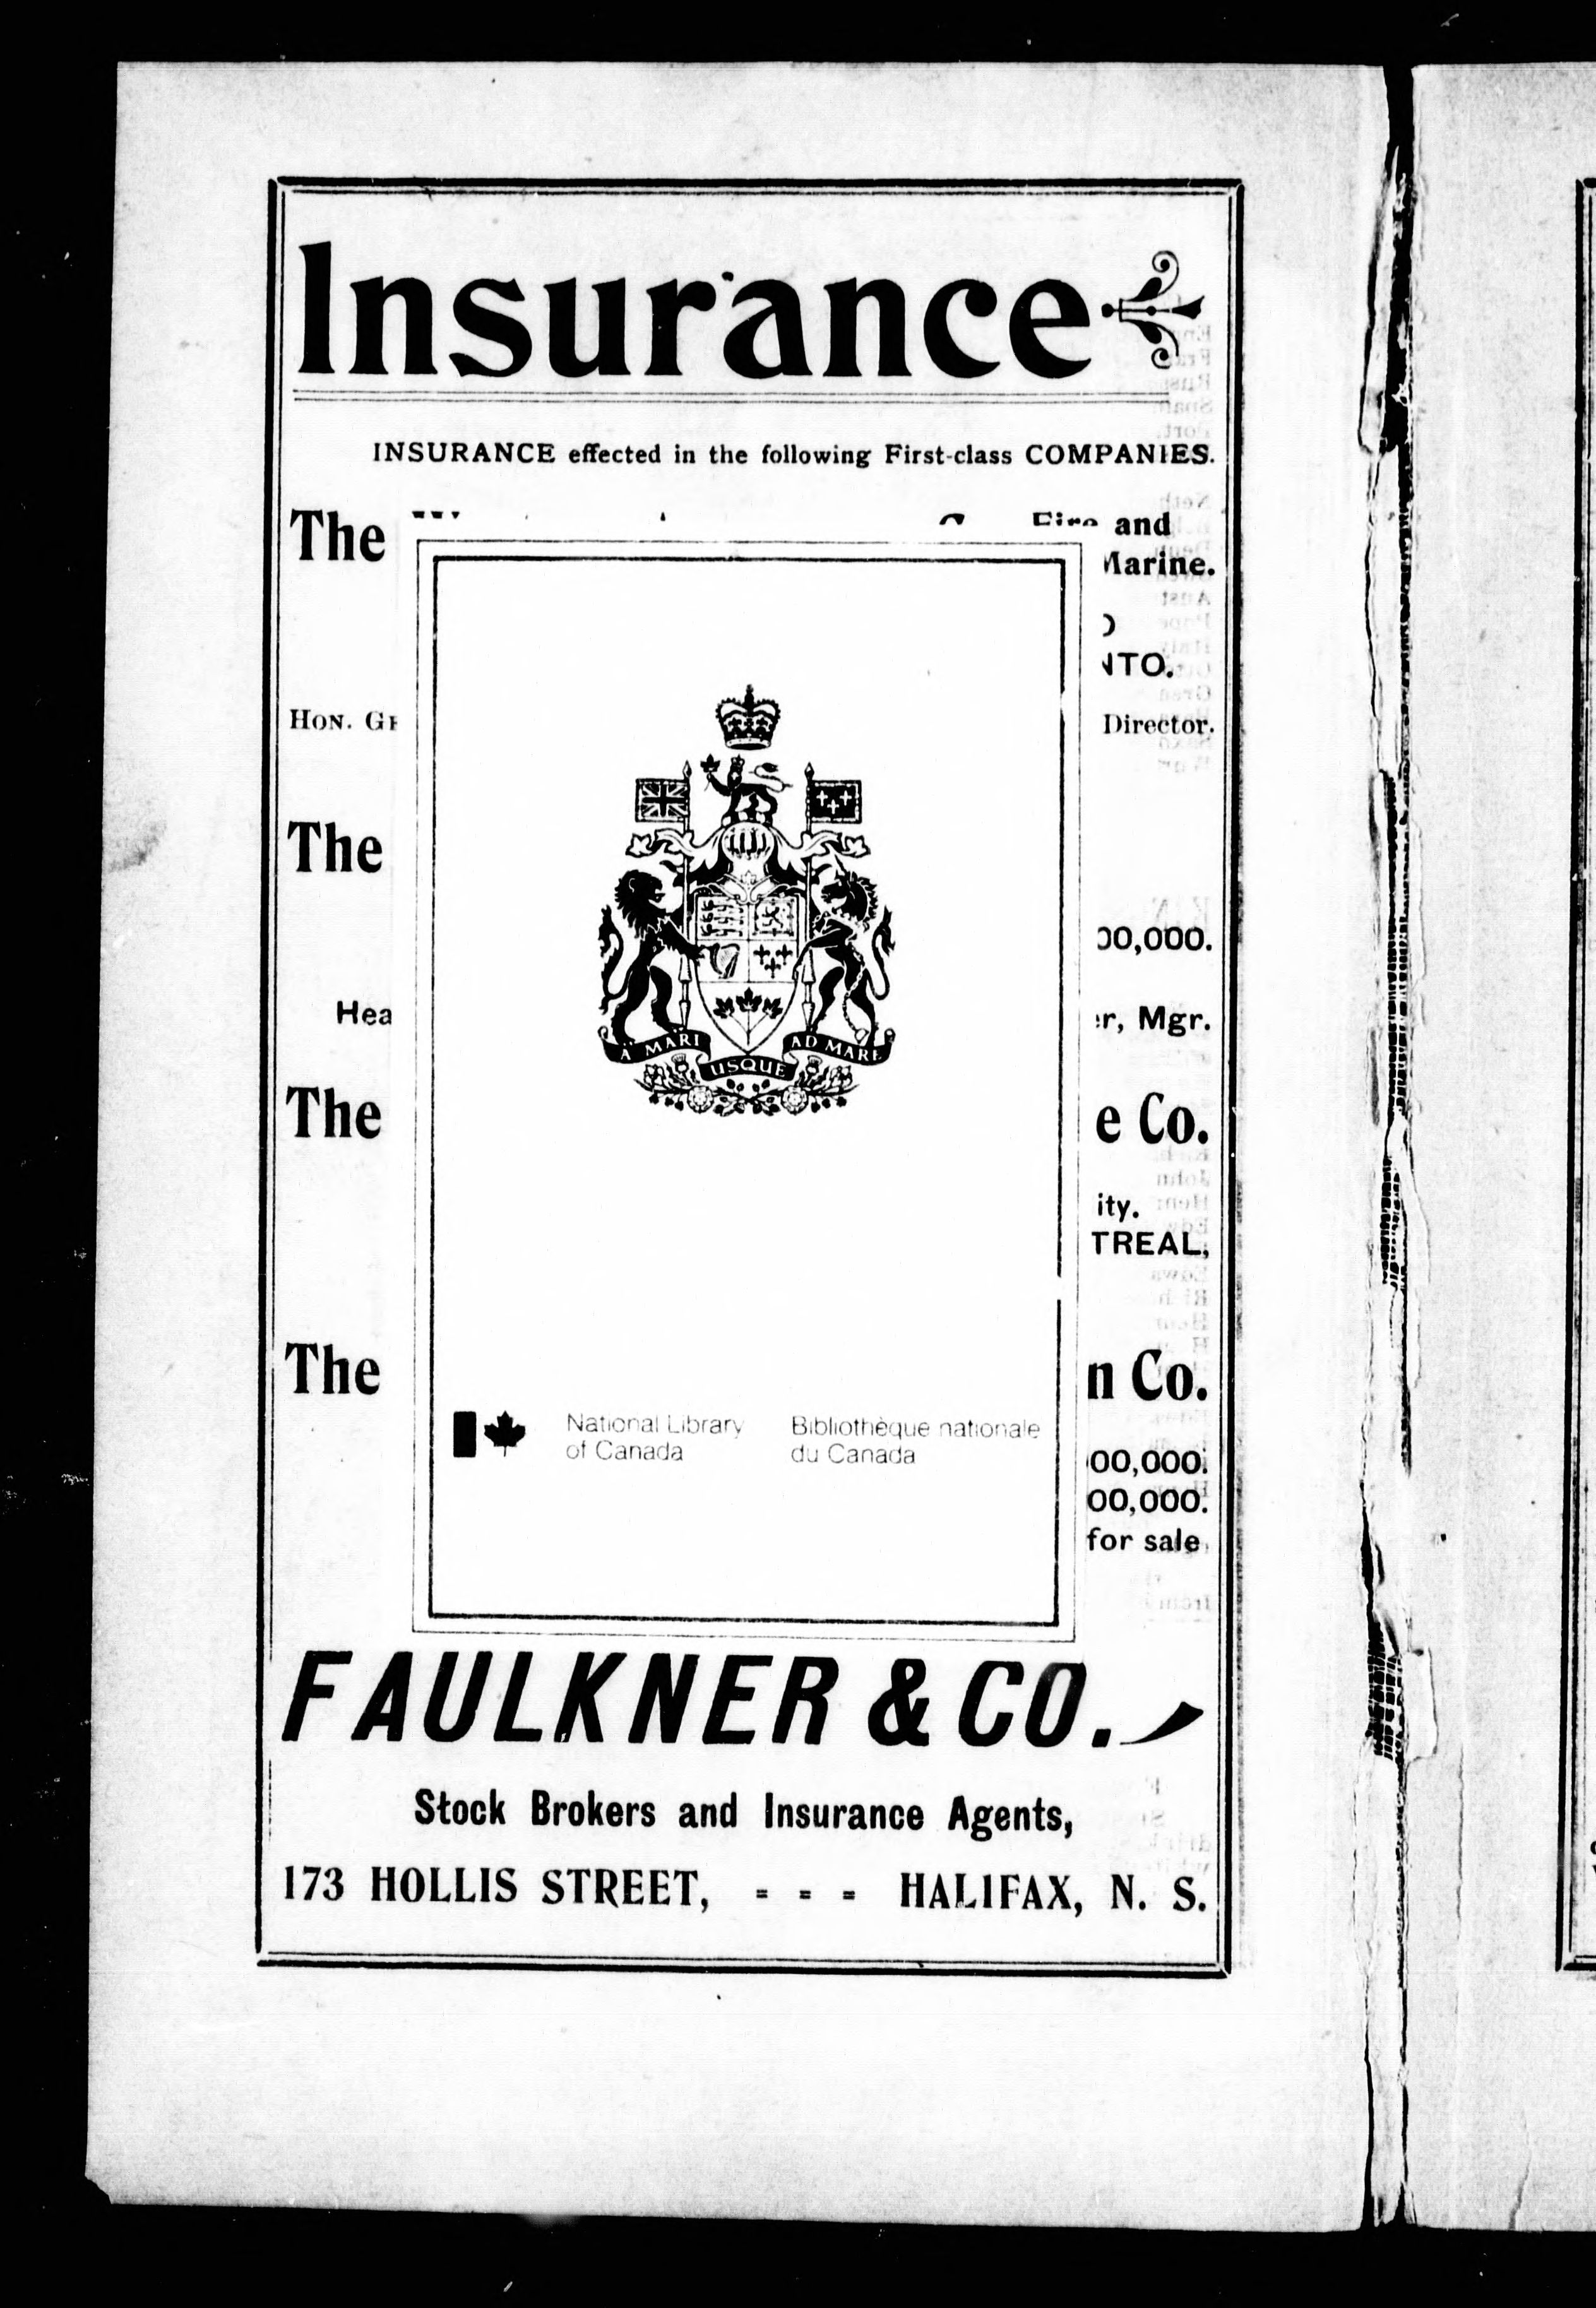 Insurance
INSURANCE effected in the following First-class COMPANIES.
The
Fire and
Marine.
NTO.
HON. GE
Director.
The
00,000.
Hea
er, Mgr.
The
e Co.
ity.
TREAL,
The
n Co.
00,000.
00,000.
for sale
A MARI USQUE AD MARE
National Library
of Canada
Bibliothèque nationale
du Canada
FAULKNER & CO.
Stock Brokers and Insurance Agents,
173 HOLLIS STREET, - - - HALIFAX, N. S.